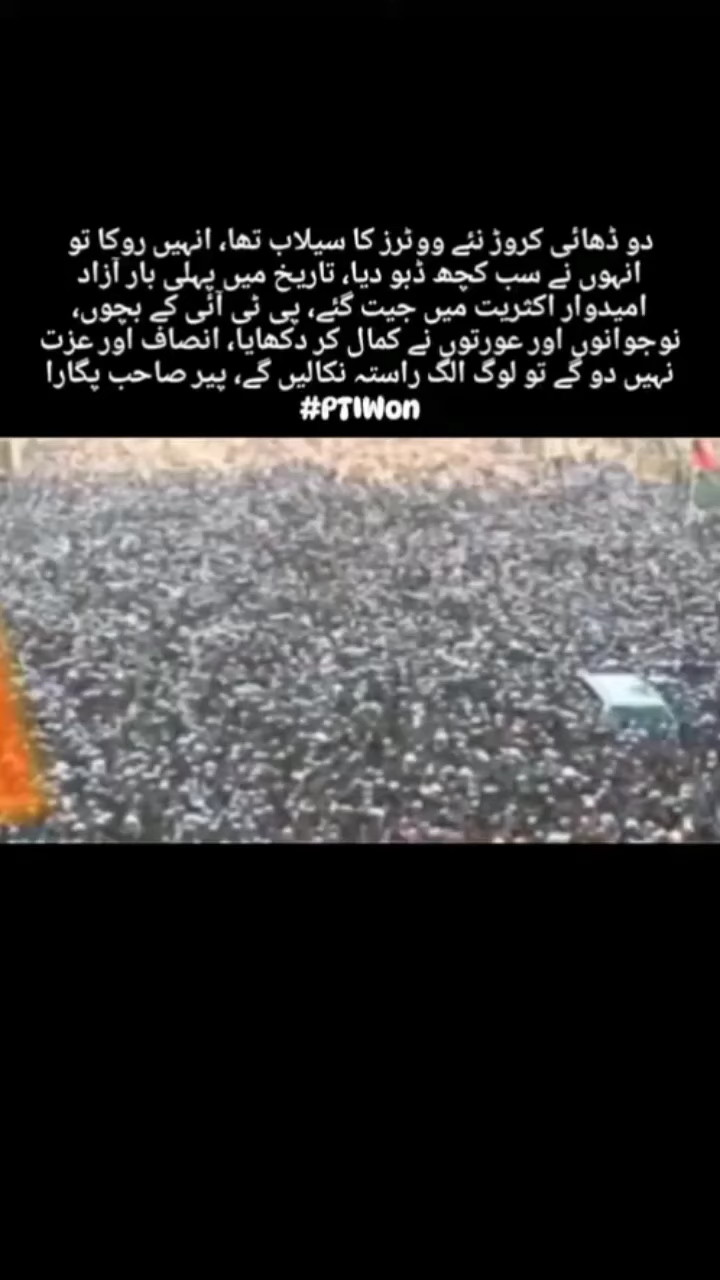 دو ڈھائی کروڑ نئے ووٹرز کا سیلاب تھا، انہیں روکا تو
انہوں نے سب کچھ ڈبو دیا، تاریخ میں پہلی بار آزاد
امیدوار اکثریت میں جیت گئے، پی ٹی آئی کے بچوں،
نوجوانوں اور عورتوں نے کمال کر دکھایا، انصاف اور عزت
نہیں دو گے تو لوگ الگ راستہ نکالیں گے، پیر صاحب پگارا
#PTIWon